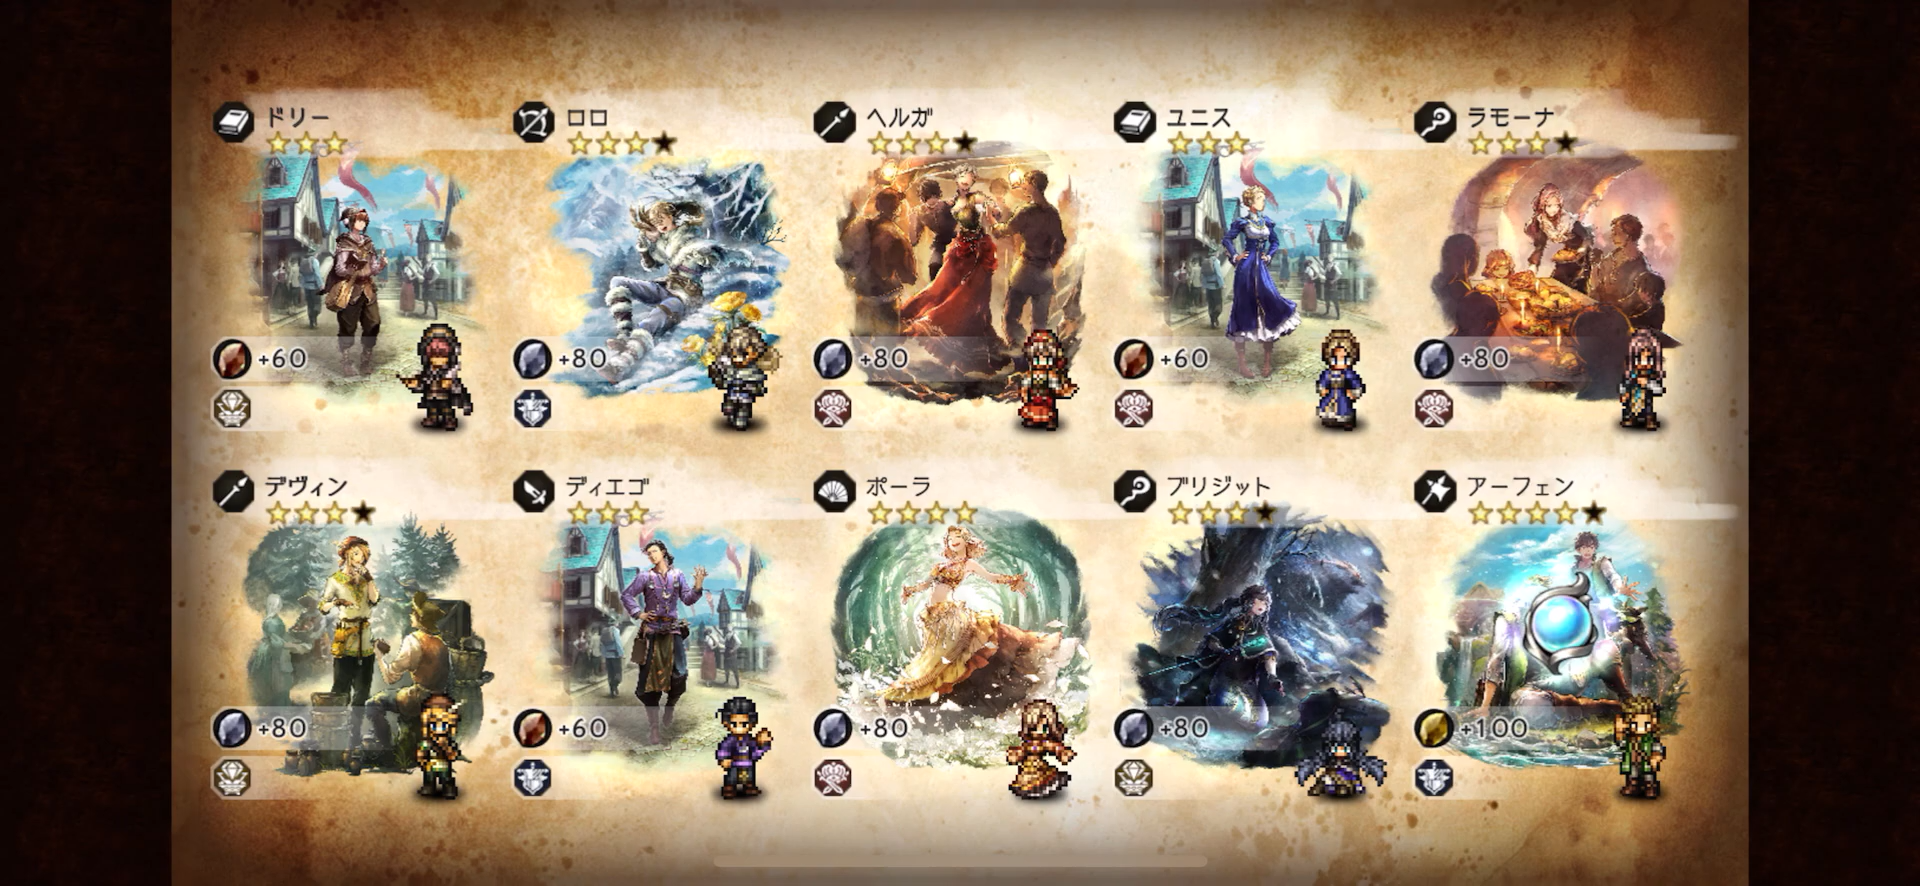 ドリー
ロロ
ヘルガ
ユニス
ラモーナ
+60
+80
+80
+60
+80
デヴィン
ディエゴ
ポーラ
ブリジット
アーフェン
+80
+60
+80
+80
+100